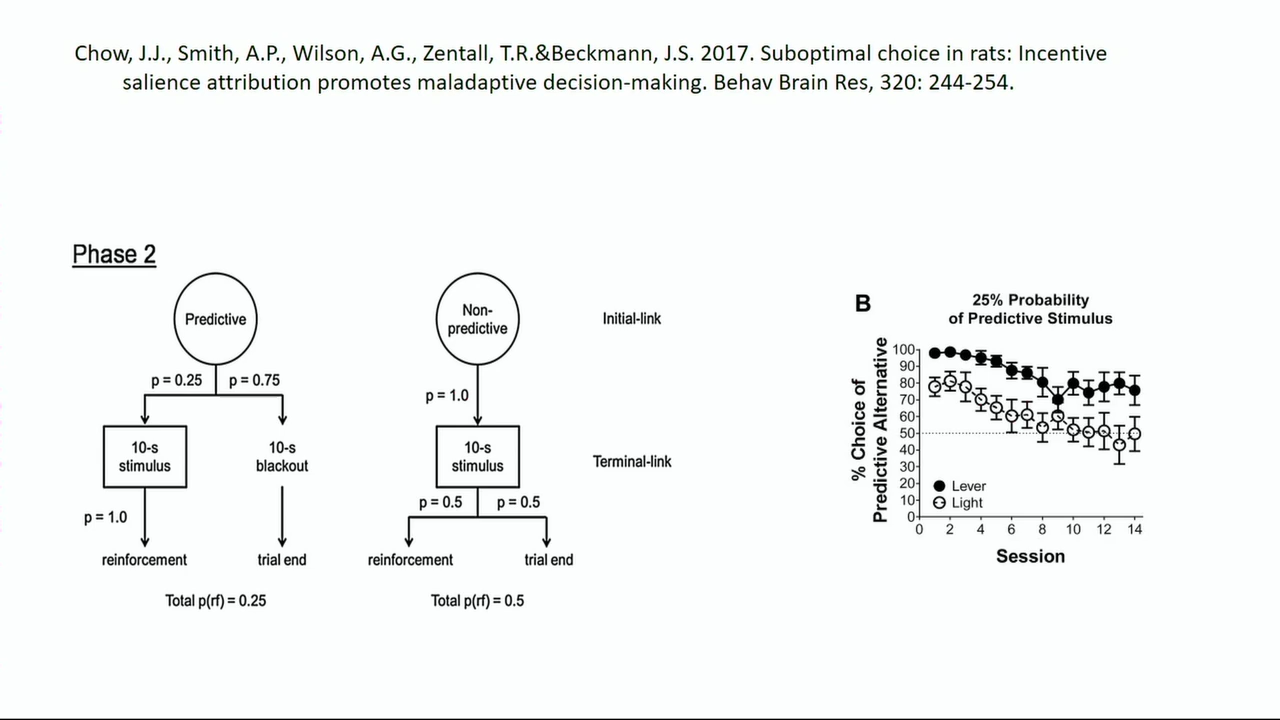 Chow, J.J., Smith, A.P., Wilson, A.G., Zentall, T.R.&Beckmann, J.S. 2017. Suboptimal choice in rats: Incentive
salience attribution promotes maladaptive decision-making. Behav Brain Res, 320: 244-254.
Phase 2
Predictive
Non-
predictive
Initial-link
p = 0.25
p = 0.75
p = 1.0
10-s
stimulus
10-s
blackout
10-s
stimulus
Terminal-link
p = 1.0
p = 0.5
p = 0.5
reinforcement
trial end
reinforcement
trial end
Total p(rf) = 0.25
Total p(rf) = 0.5
B
25% Probability
of Predictive Stimulus
% Choice of
Predictive Alternative
100
90
80
70
60
50
40
30
20
10
0
Lever
Light
0 2 4 6 8 10 12 14
Session